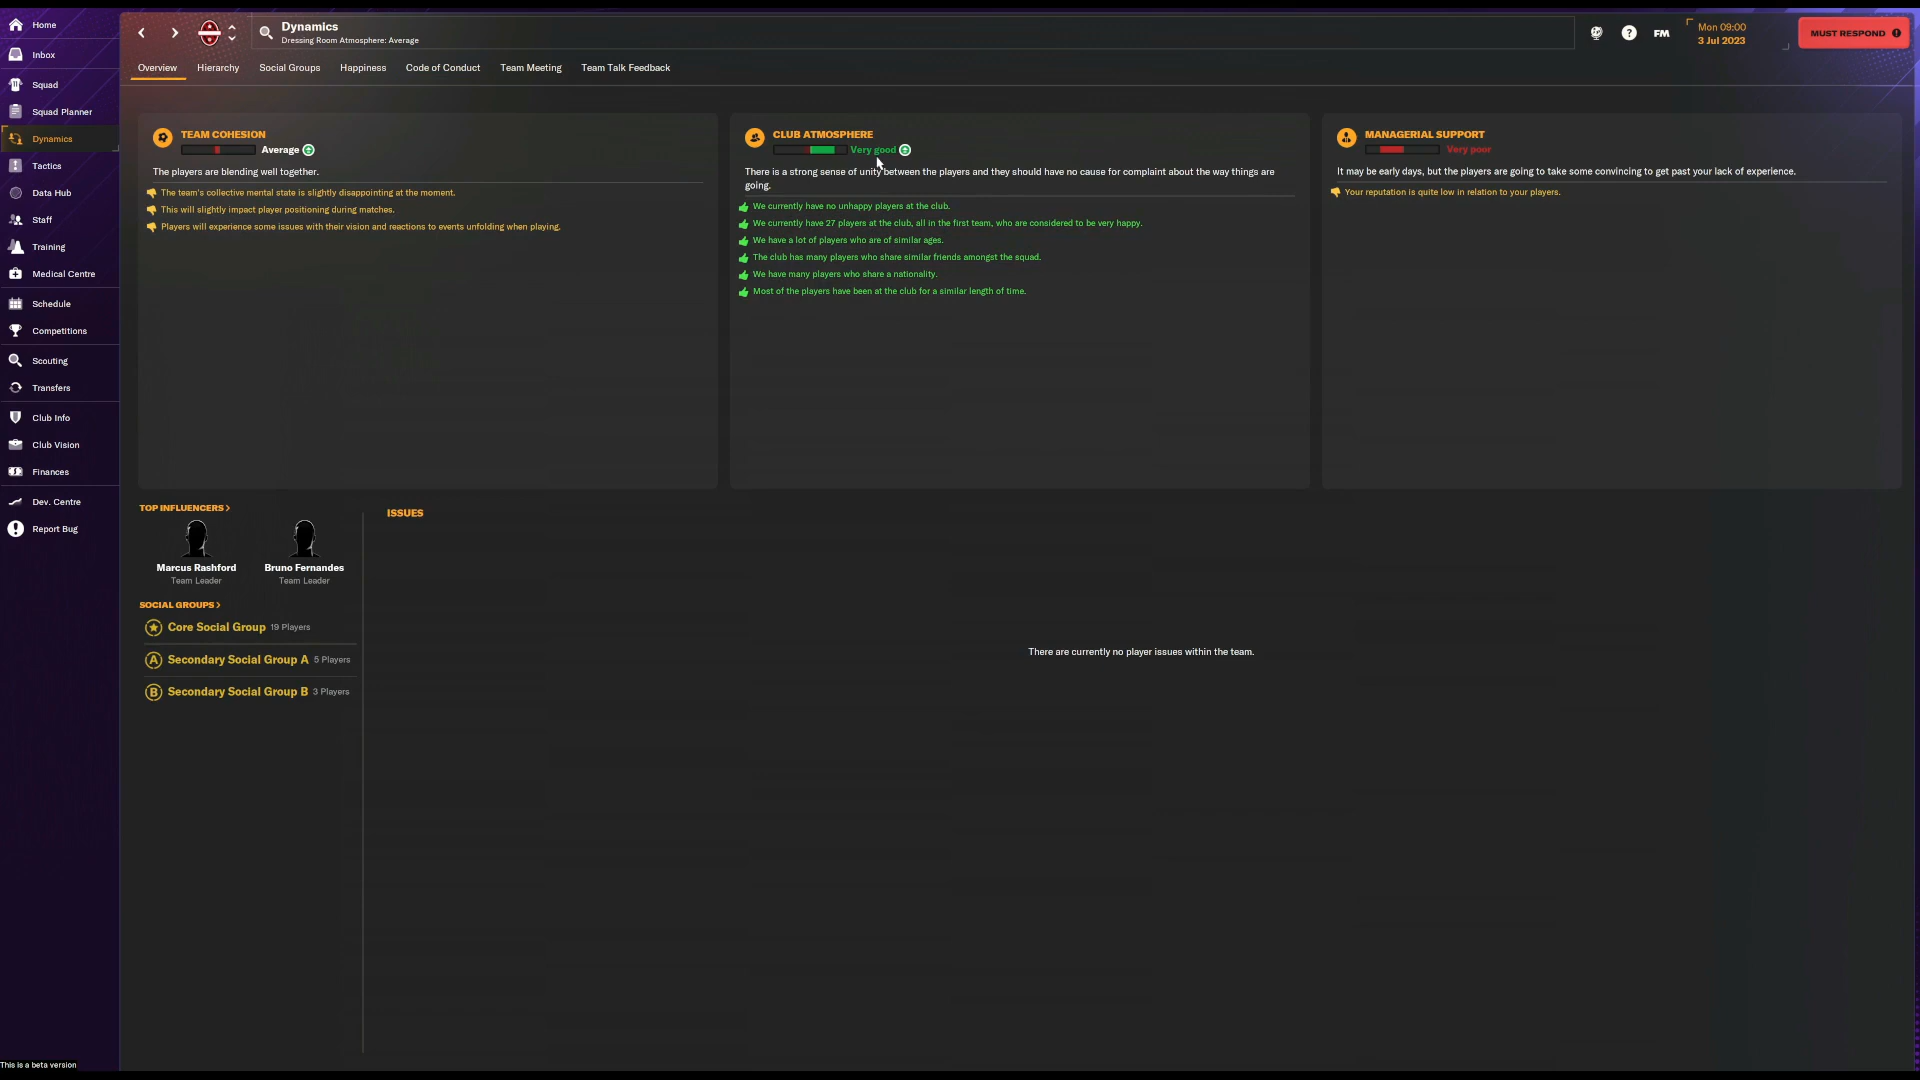 Home
Inbox
Squad
Squad Planner
Dynamics
Tactics
Data Hub
Staff
Training
Medical Centre
Schedule
Competitions
Scouting
Transfers
Club Info
Club Vision
Finances
Dev. Centre
Report Bug
This is a beta version
Dynamics
Dressing Room Atmosphere: Average
?
FM
Mon 09:00
3 Jul 2023
MUST RESPOND !
Overview Hierarchy Social Groups Happiness Code of Conduct Team Meeting Team Talk Feedback
TEAM COHESION
Average
The players are blending well together.
The team's collective mental state is slightly disappointing at the moment.
This will slightly impact player positioning during matches.
Players will experience some issues with their vision and reactions to events unfolding when playing.
CLUB ATMOSPHERE
Very good
There is a strong sense of unity between the players and they should have no cause for complaint about the way things are
going.
We currently have no unhappy players at the club.
We currently have 27 players at the club, all in the first team, who are considered to be very happy.
We have a lot of players who are of similar ages.
The club has many players who share similar friends amongst the squad.
We have many players who share a nationality.
Most of the players have been at the club for a similar length of time.
MANAGERIAL SUPPORT
Very poor
It may be early days, but the players are going to take some convincing to get past your lack of experience.
Your reputation is quite low in relation to your players.
TOP INFLUENCERS >
Marcus Rashford
Team Leader
Bruno Fernandes
Team Leader
SOCIAL GROUPS >
Core Social Group 19 Players
A Secondary Social Group A 5 Players
B Secondary Social Group B 3 Players
ISSUES
There are currently no player issues within the team.